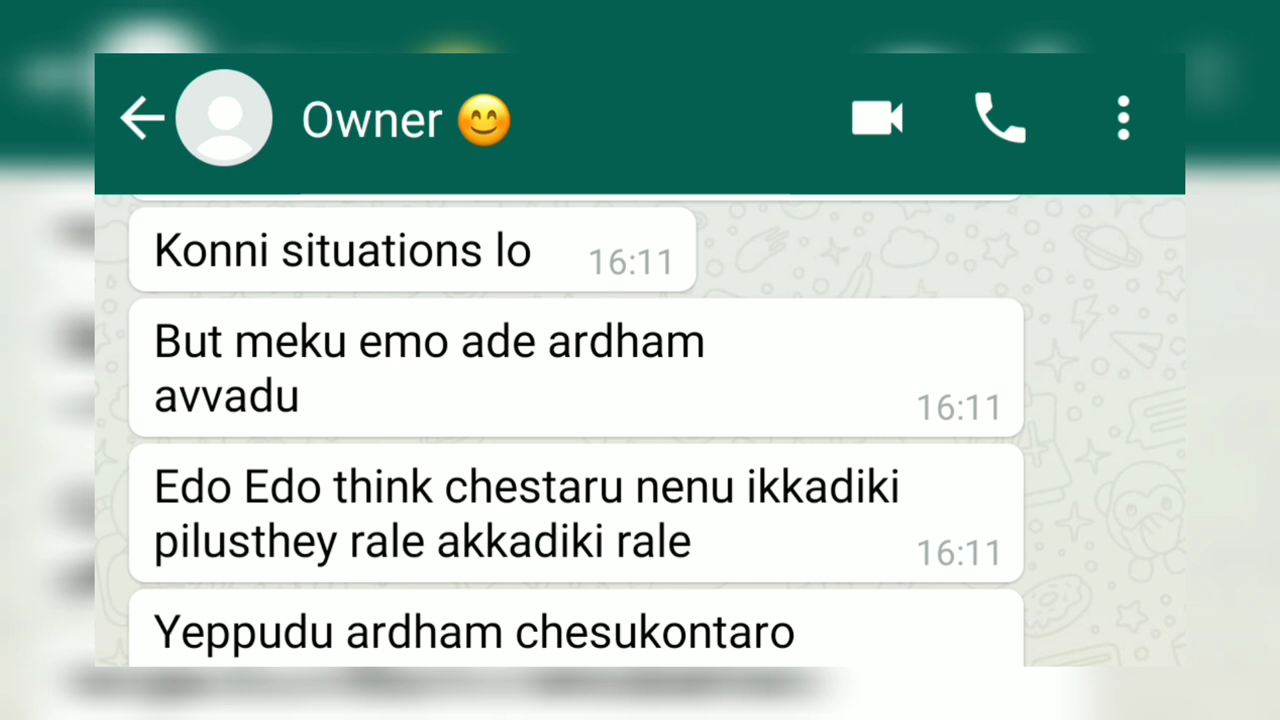 Owner 😊
Konni situations lo 16:11
But meku emo ade ardham
avvadu 16:11
Edo Edo think chestaru nenu ikkadiki
pilusthey rale akkadiki rale 16:11
Yeppudu ardham chesukontaro